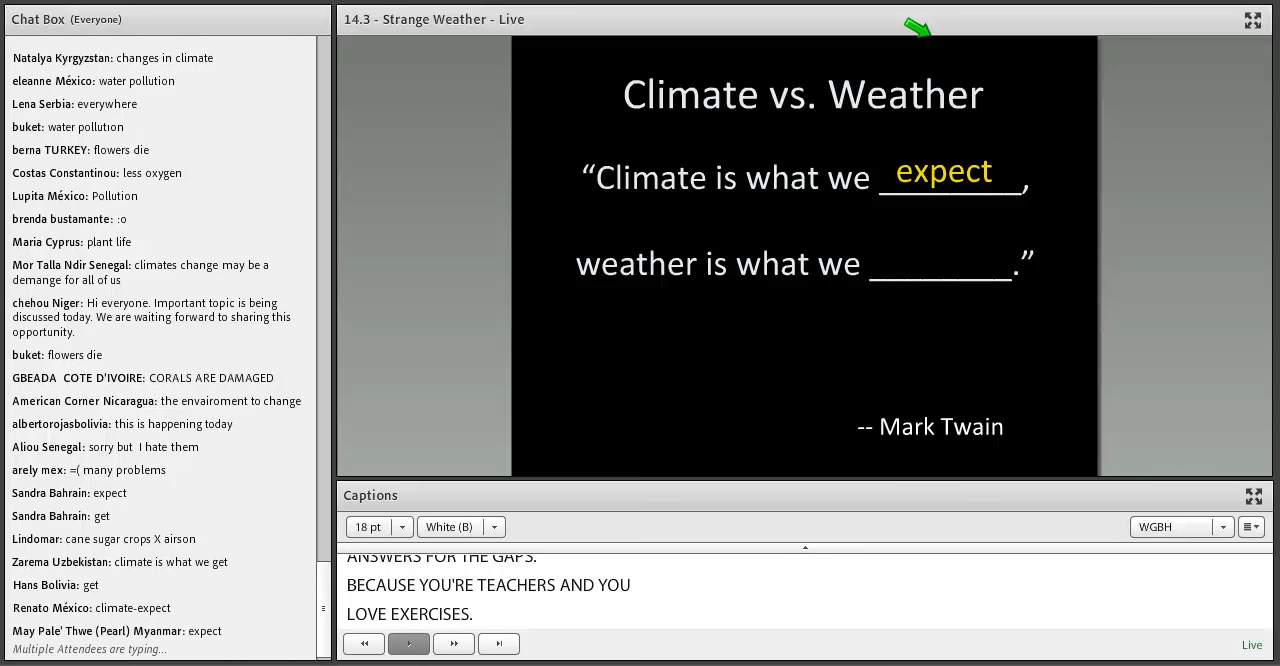 Chat Box (Everyone)
Natalya Kyrgyzstan: changes in climate
eleanne México: water pollution
Lena Serbia: everywhere
buket: water pollutıon
berna TURKEY: flowers die
Costas Constantinou: less oxygen
Lupita México: Pollution
brenda bustamante: :o
Maria Cyprus: plant life
Mor Talla Ndir Senegal: climates change may be a
demange for all of us
chehou Niger: Hi everyone. Important topic is being
discussed today. We are waiting forward to sharing this
opportunity.
buket: flowers die
GBEADA  COTE D'IVOIRE: CORALS ARE DAMAGED
American Corner Nicaragua: the envairoment to change
albertorojasbolivia: this is happening today
Aliou Senegal: sorry but  I hate them
arely mex: =( many problems
Sandra Bahrain: expect
Sandra Bahrain: get
Lindomar: cane sugar crops X airson
Zarema Uzbekistan: climate is what we get
Hans Bolivia: get
Renato México: climate-expect
May Pale' Thwe (Pearl) Myanmar: expect
Multiple Attendees are typing...
14.3 - Strange Weather - Live
Climate vs. Weather
“Climate is what we expect,
weather is what we ________.”
-- Mark Twain
Captions
18 pt
White (B)
WGBH
ANSWERS FOR THE GAPS.
BECAUSE YOU'RE TEACHERS AND YOU
LOVE EXERCISES.
Live